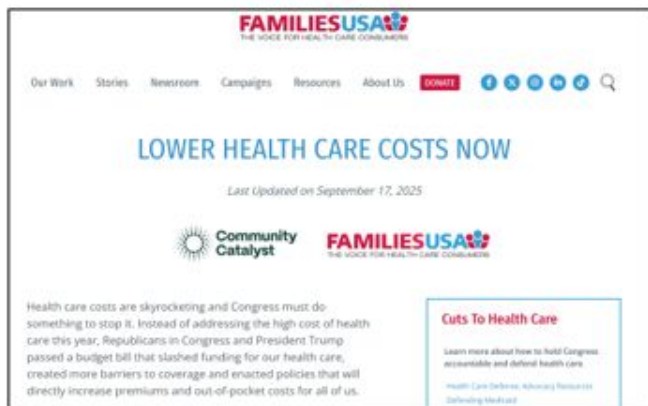 FAMILIESUSA
THE VOICE FOR HEALTH CARE CONSUMERS
Our Work Stories Newsroom Campaigns Resources About Us DONATE
LOWER HEALTH CARE COSTS NOW
Last Updated on September 17, 2025
Community
Catalyst
FAMILIESUSA
THE VOICE FOR HEALTH CARE CONSUMERS
Health care costs are skyrocketing and Congress must do
something to stop it. Instead of addressing the high cost of health
care this year, Republicans in Congress and President Trump
passed a budget bill that slashed funding for our health care,
created more barriers to coverage and enacted policies that will
directly increase premiums and out-of-pocket costs for all of us.
Cuts To Health Care
Learn more about how to hold Congress
accountable and defend health care.
Health Care Defense: Advocacy Resources
Defending Medicaid